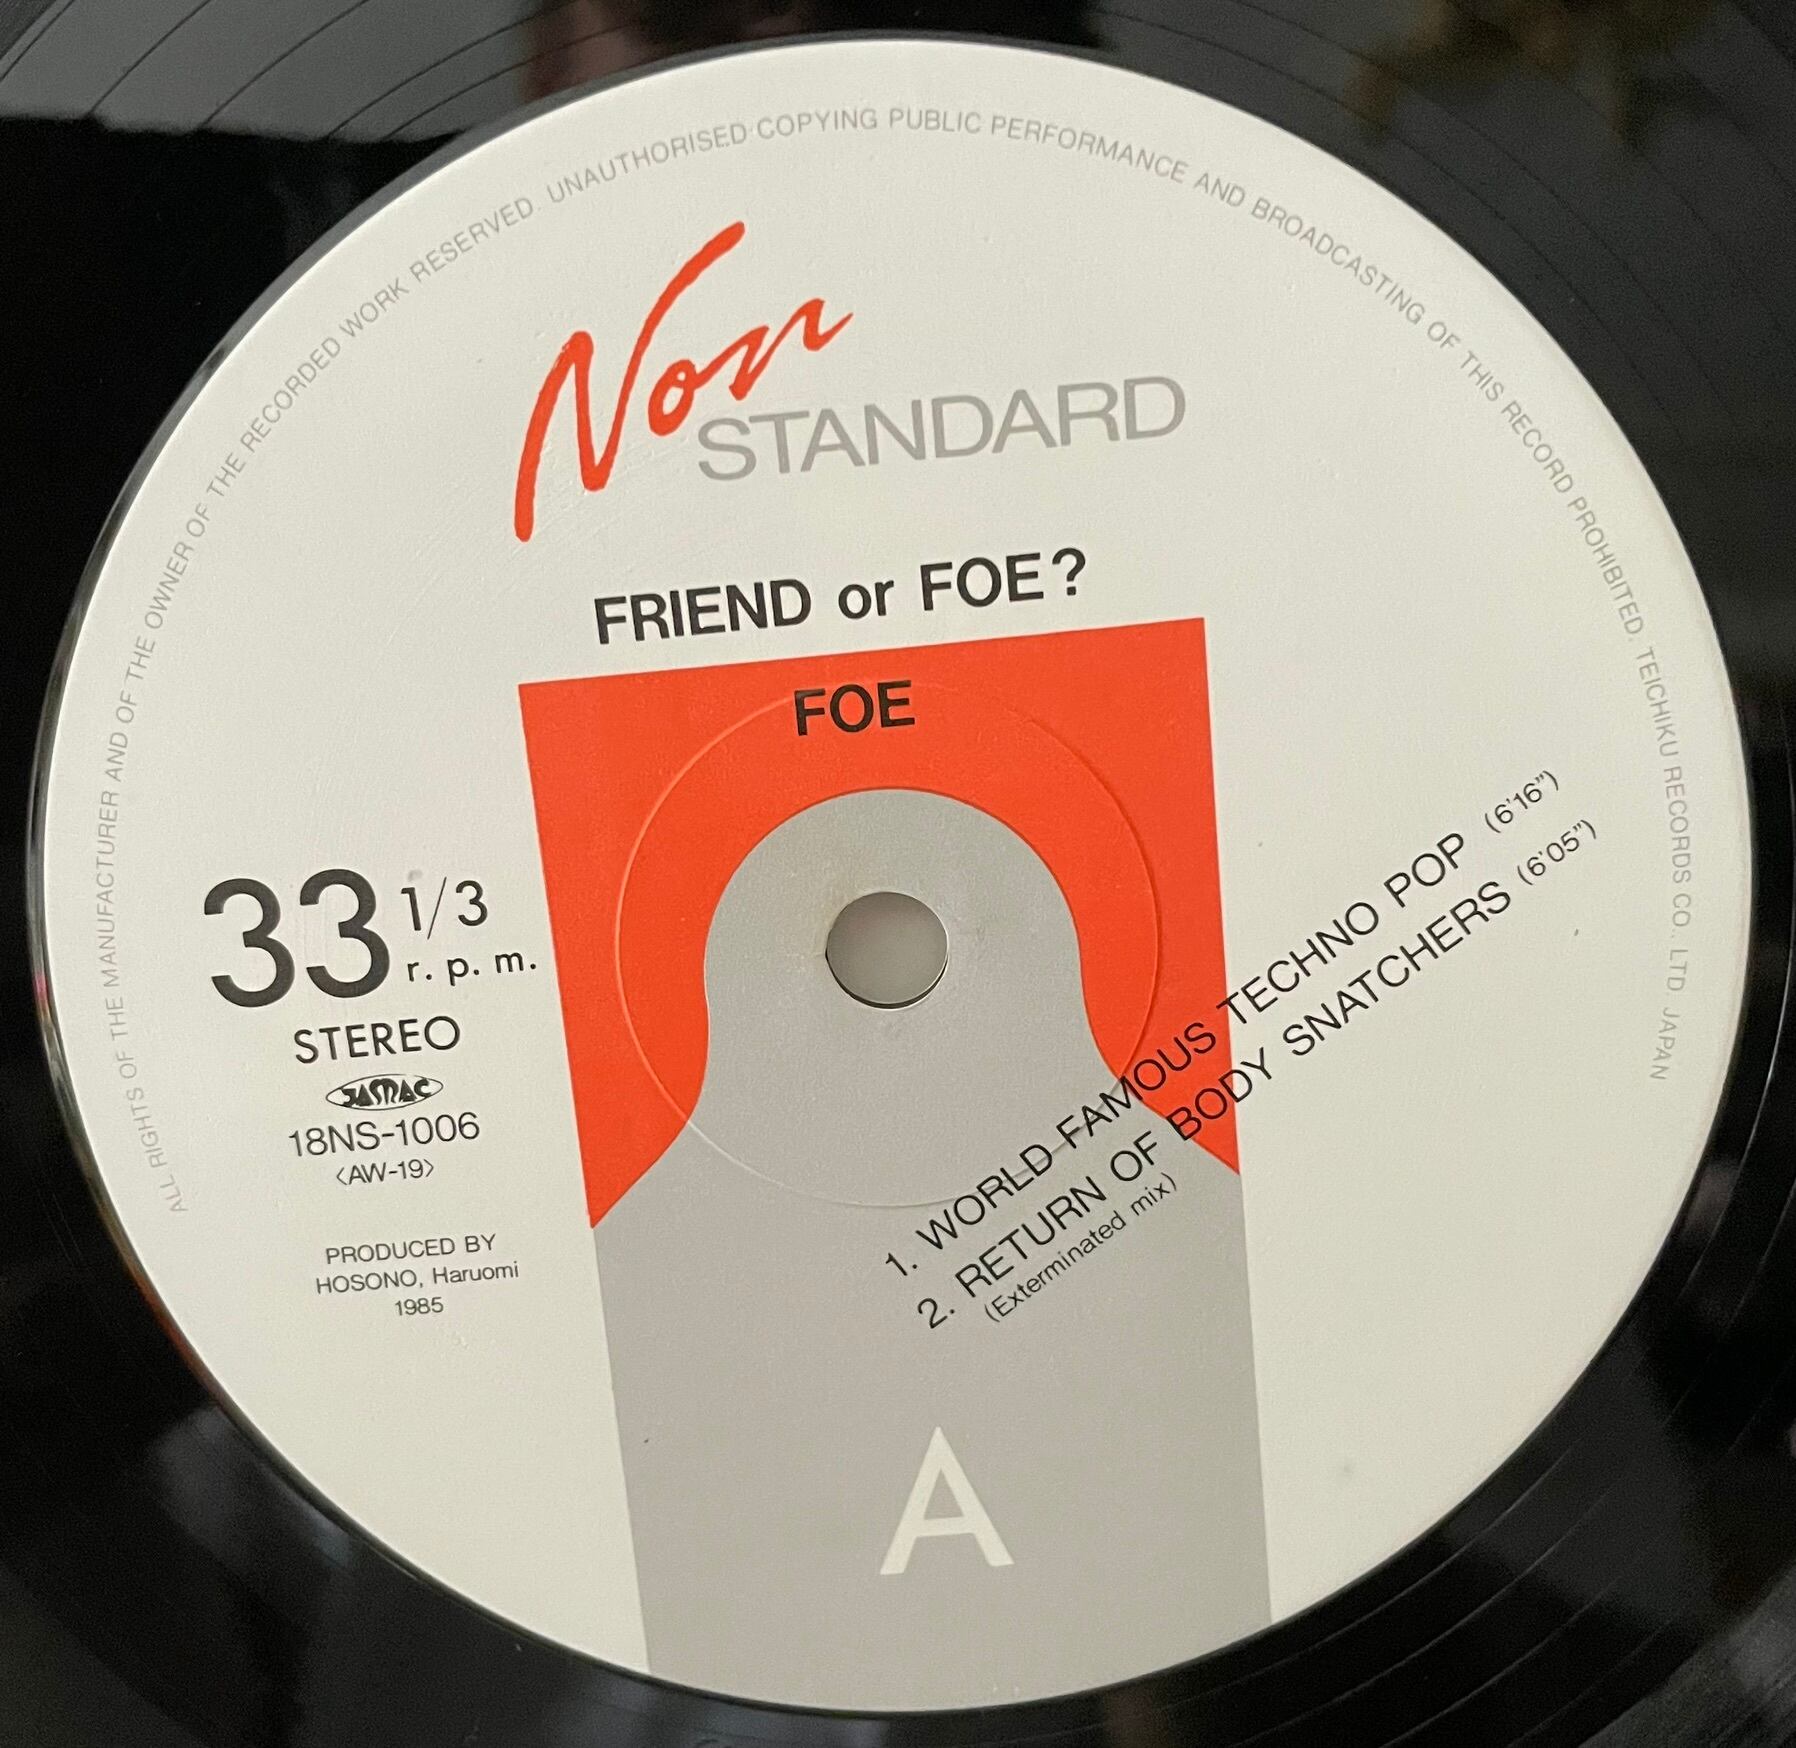 ALL RIGHTS OF THE MANUFACTURER AND OF THE OWNER OF THE RECORDED WORK RESERVED. UNAUTHORISED COPYING PUBLIC PERFORMANCE AND BROADCASTING OF THIS RECORD PROHIBITED. TEICHIKU RECORDS CO., LTD. JAPAN
Non
STANDARD
FRIEND or FOE?
FOE
33 1/3
r. p. m.
STEREO
JASRAC
18NS-1006
〈AW-19〉
PRODUCED BY
HOSONO, Haruomi
1985
1. WORLD FAMOUS TECHNO POP (6'16")
2. RETURN OF BODY SNATCHERS (6'05")
(Exterminated mix)
A